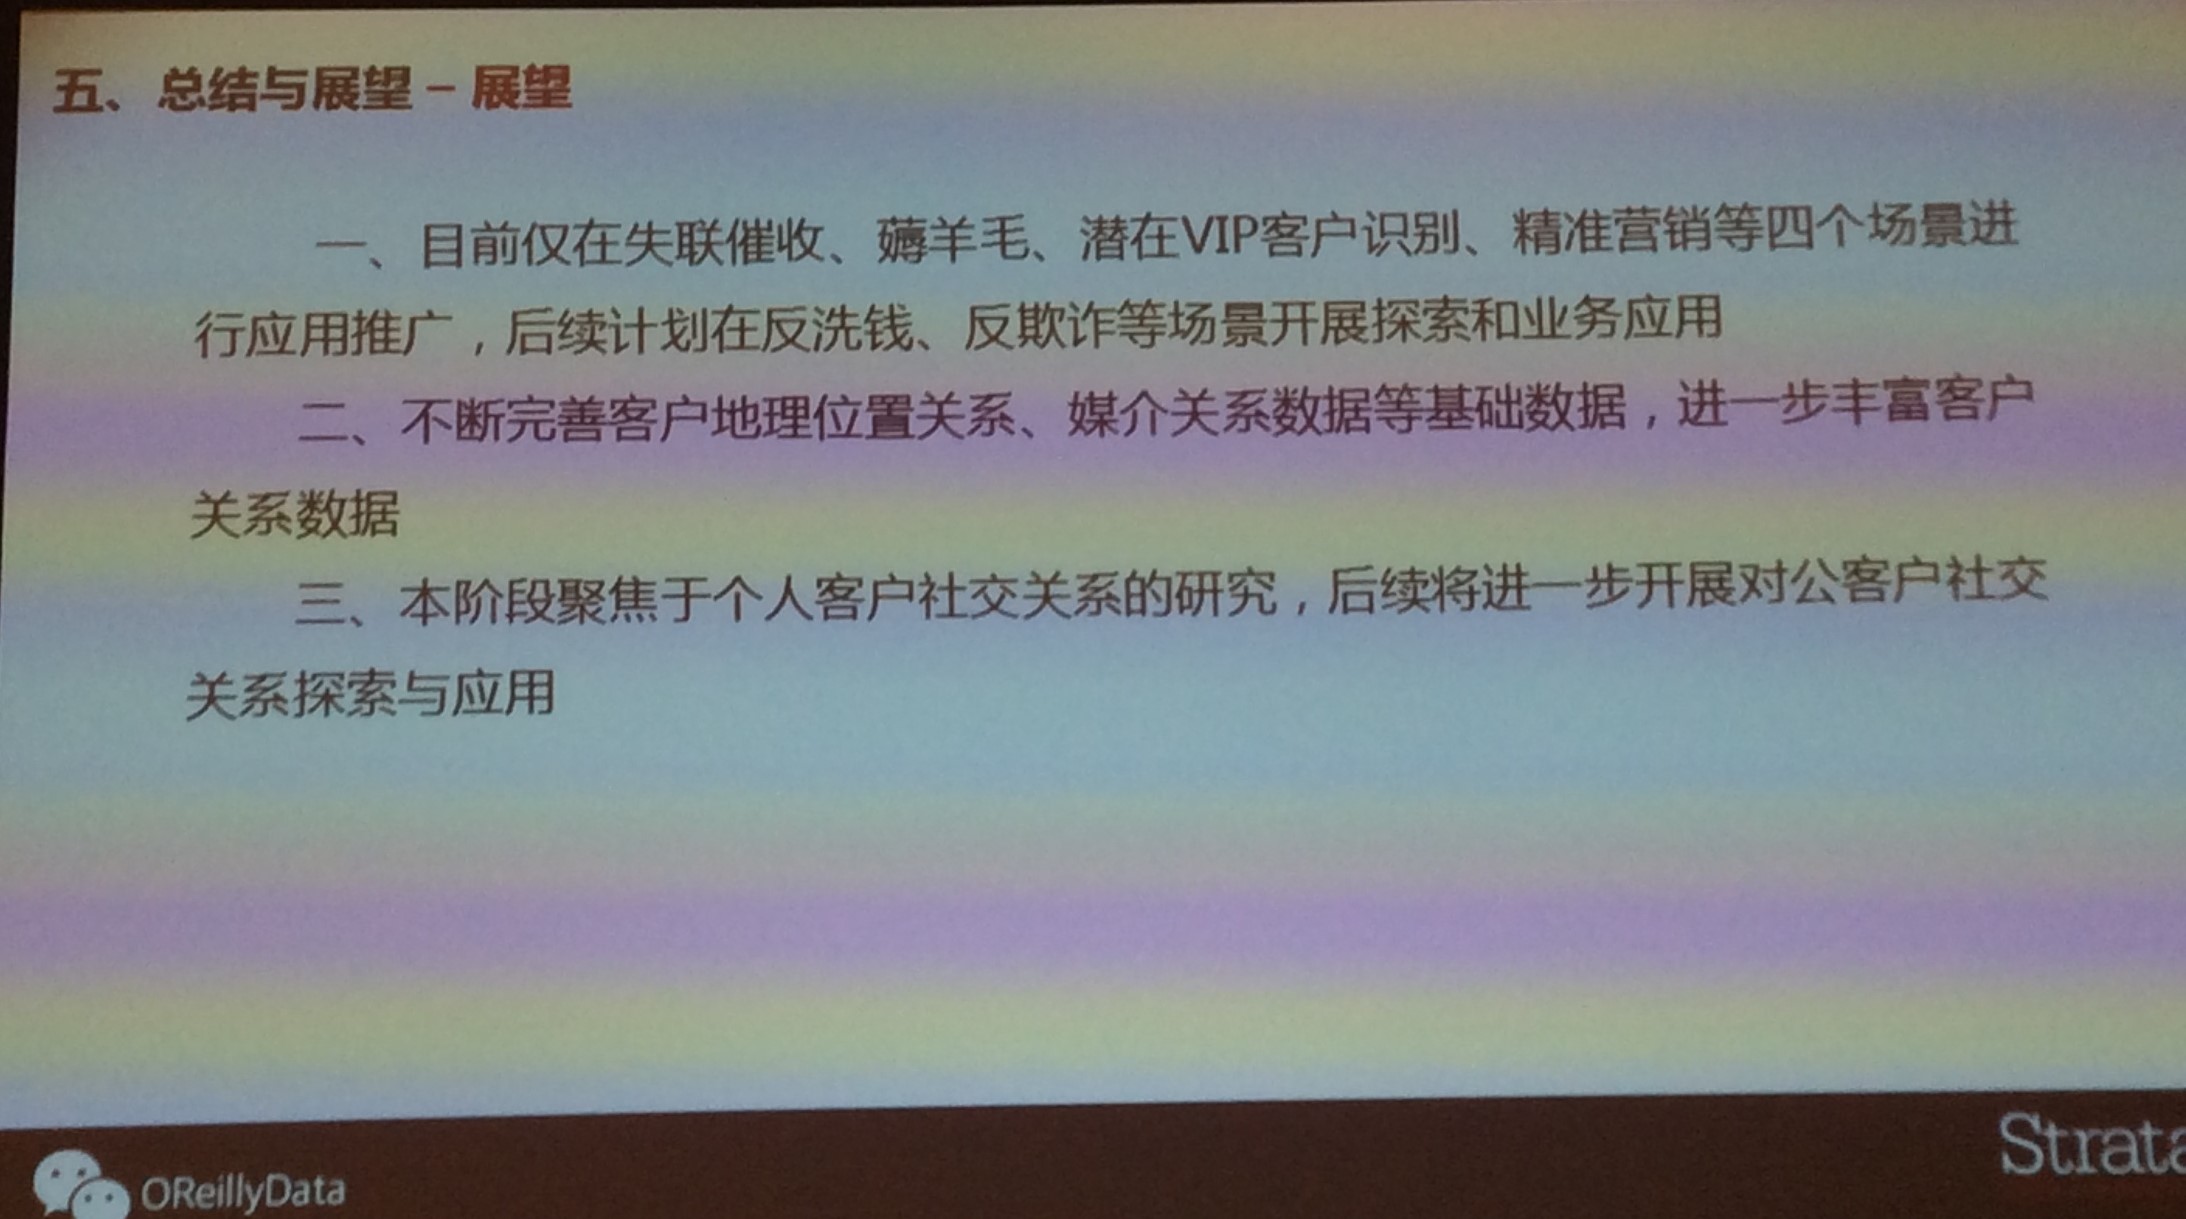 五、总结与展望 – 展望
一、目前仅在失联催收、薅羊毛、潜在VIP客户识别、精准营销等四个场景进
行应用推广，后续计划在反洗钱、反欺诈等场景开展探索和业务应用
二、不断完善客户地理位置关系、媒介关系数据等基础数据，进一步丰富客户
关系数据
三、本阶段聚焦于个人客户社交关系的研究，后续将进一步开展对公客户社交
关系探索与应用
OReillyData
Strata